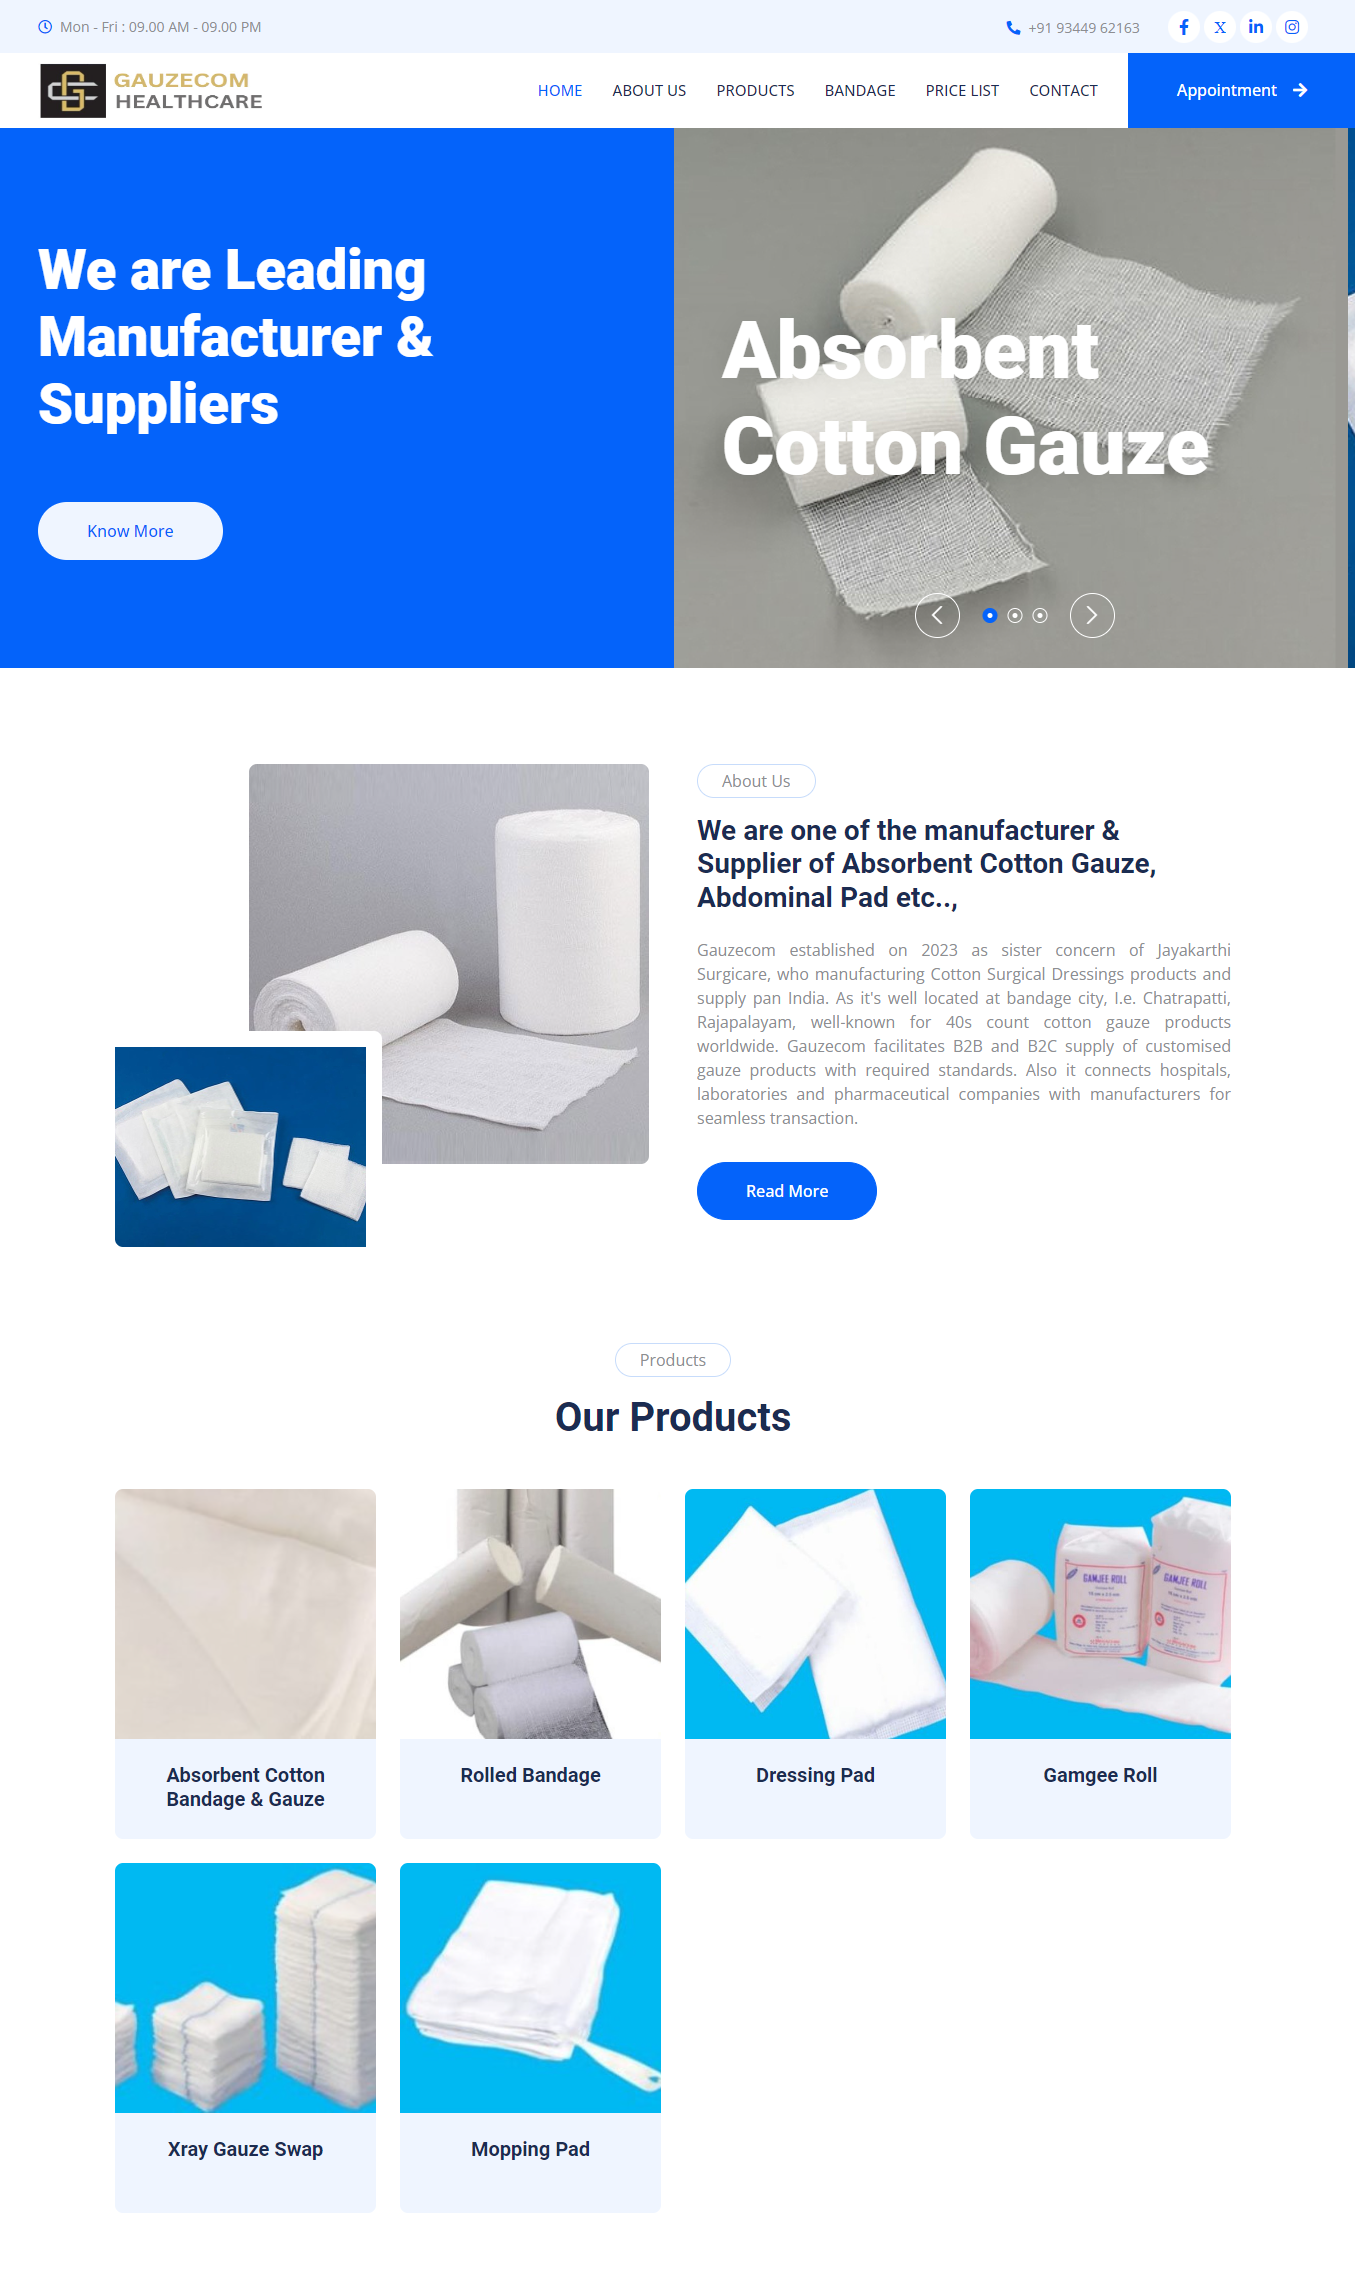 Mon - Fri : 09.00 AM - 09.00 PM
+91 93449 62163
GAUZECOM
HEALTHCARE
HOME
ABOUT US
PRODUCTS
BANDAGE
PRICE LIST
CONTACT
Appointment
We are Leading
Manufacturer &
Suppliers
Know More
Absorbent
Cotton Gauze
About Us
We are one of the manufacturer &
Supplier of Absorbent Cotton Gauze,
Abdominal Pad etc..,
Gauzecom established on 2023 as sister concern of Jayakarthi
Surgicare, who manufacturing Cotton Surgical Dressings products and
supply pan India. As it's well located at bandage city, I.e. Chatrapatti,
Rajapalayam, well-known for 40s count cotton gauze products
worldwide. Gauzecom facilitates B2B and B2C supply of customised
gauze products with required standards. Also it connects hospitals,
laboratories and pharmaceutical companies with manufacturers for
seamless transaction.
Read More
Products
Our Products
GAMJEE ROLL
GAMJEE ROLL
Absorbent Cotton
Bandage & Gauze
Rolled Bandage
Dressing Pad
Gamgee Roll
Xray Gauze Swap
Mopping Pad